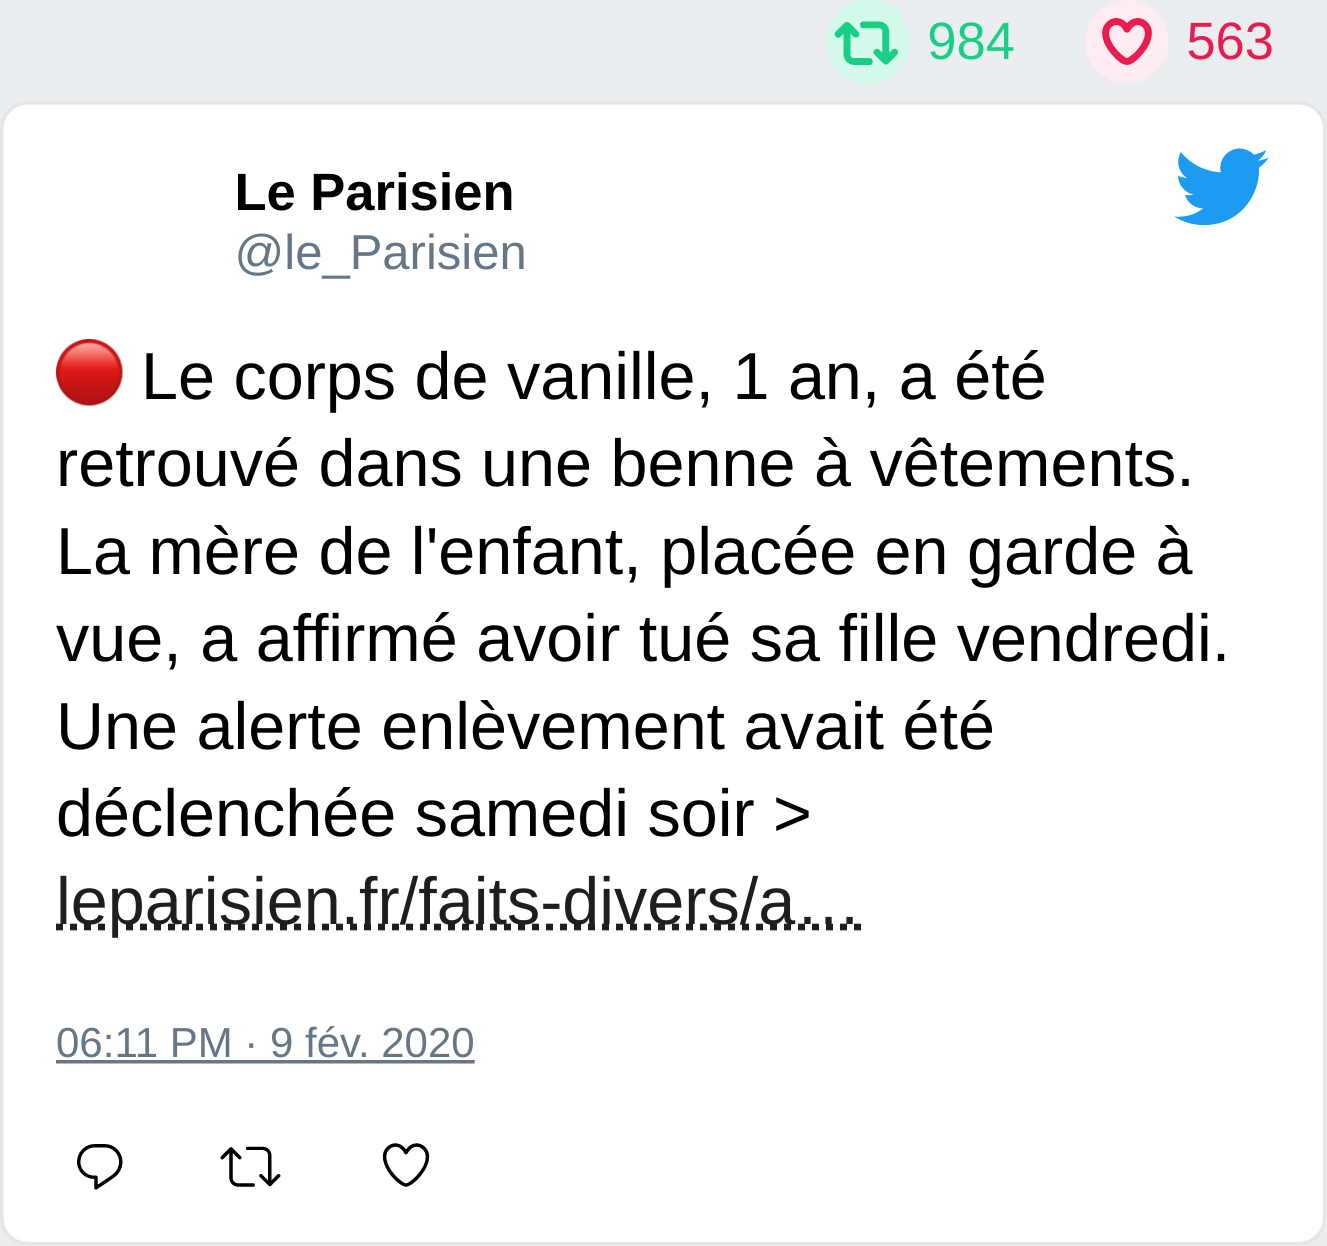 984 563
Le Parisien
@le_Parisien
🔴 Le corps de vanille, 1 an, a été
retrouvé dans une benne à vêtements.
La mère de l'enfant, placée en garde à
vue, a affirmé avoir tué sa fille vendredi.
Une alerte enlèvement avait été
déclenchée samedi soir >
leparisien.fr/faits-divers/a…
06:11 PM · 9 fév. 2020